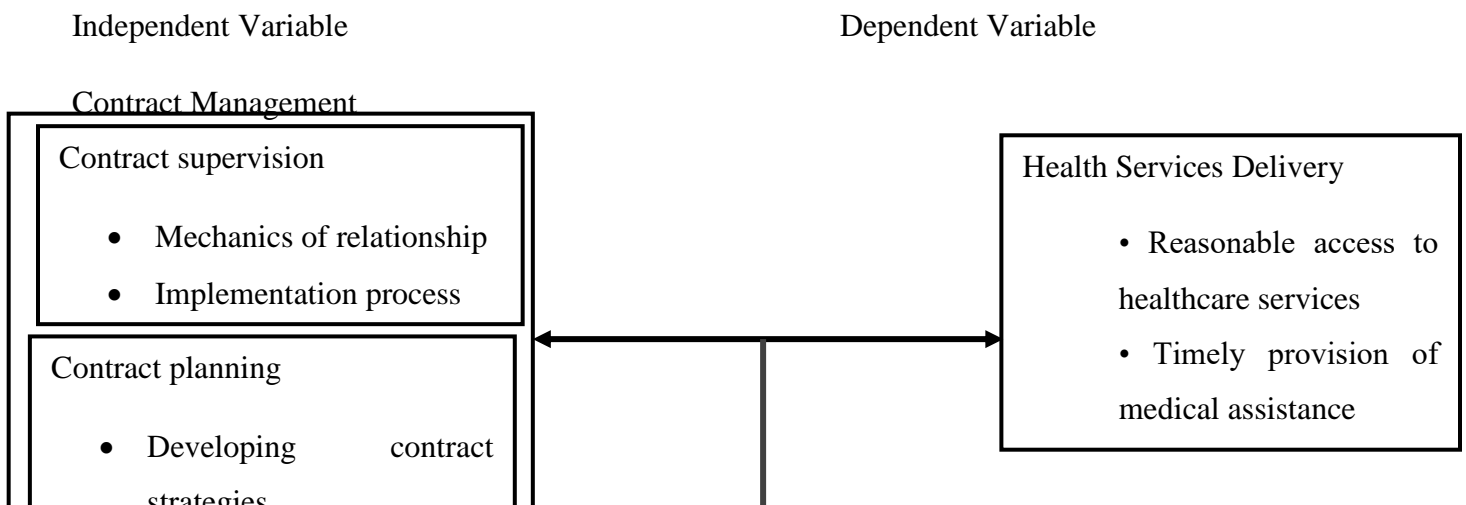 Independent Variable
Dependent Variable
Contract Management
Contract supervision
• Mechanics of relationship
• Implementation process
Contract planning
• Developing contract
strategies
Health Services Delivery
• Reasonable access to
healthcare services
• Timely provision of
medical assistance